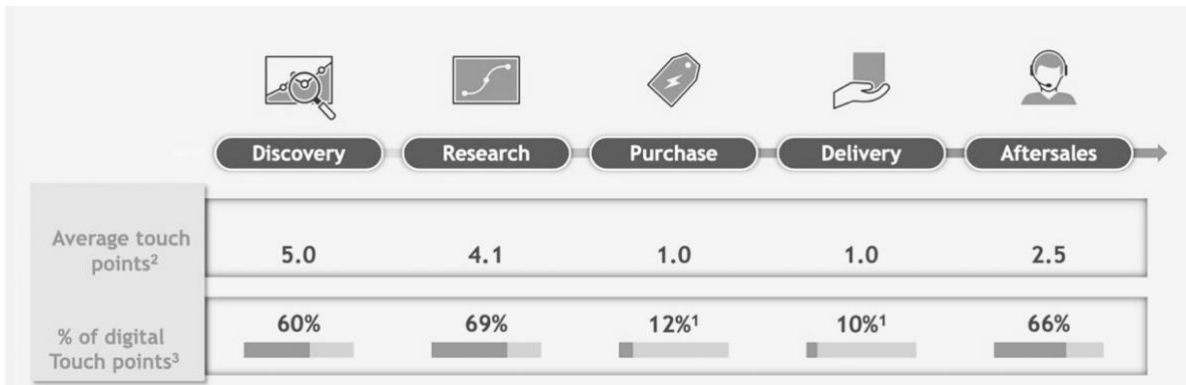 Discovery Research Purchase Delivery Aftersales
Average touch
points²
5.0 4.1 1.0 1.0 2.5
60% 69% 12%¹ 10%¹ 66%
% of digital
Touch points³